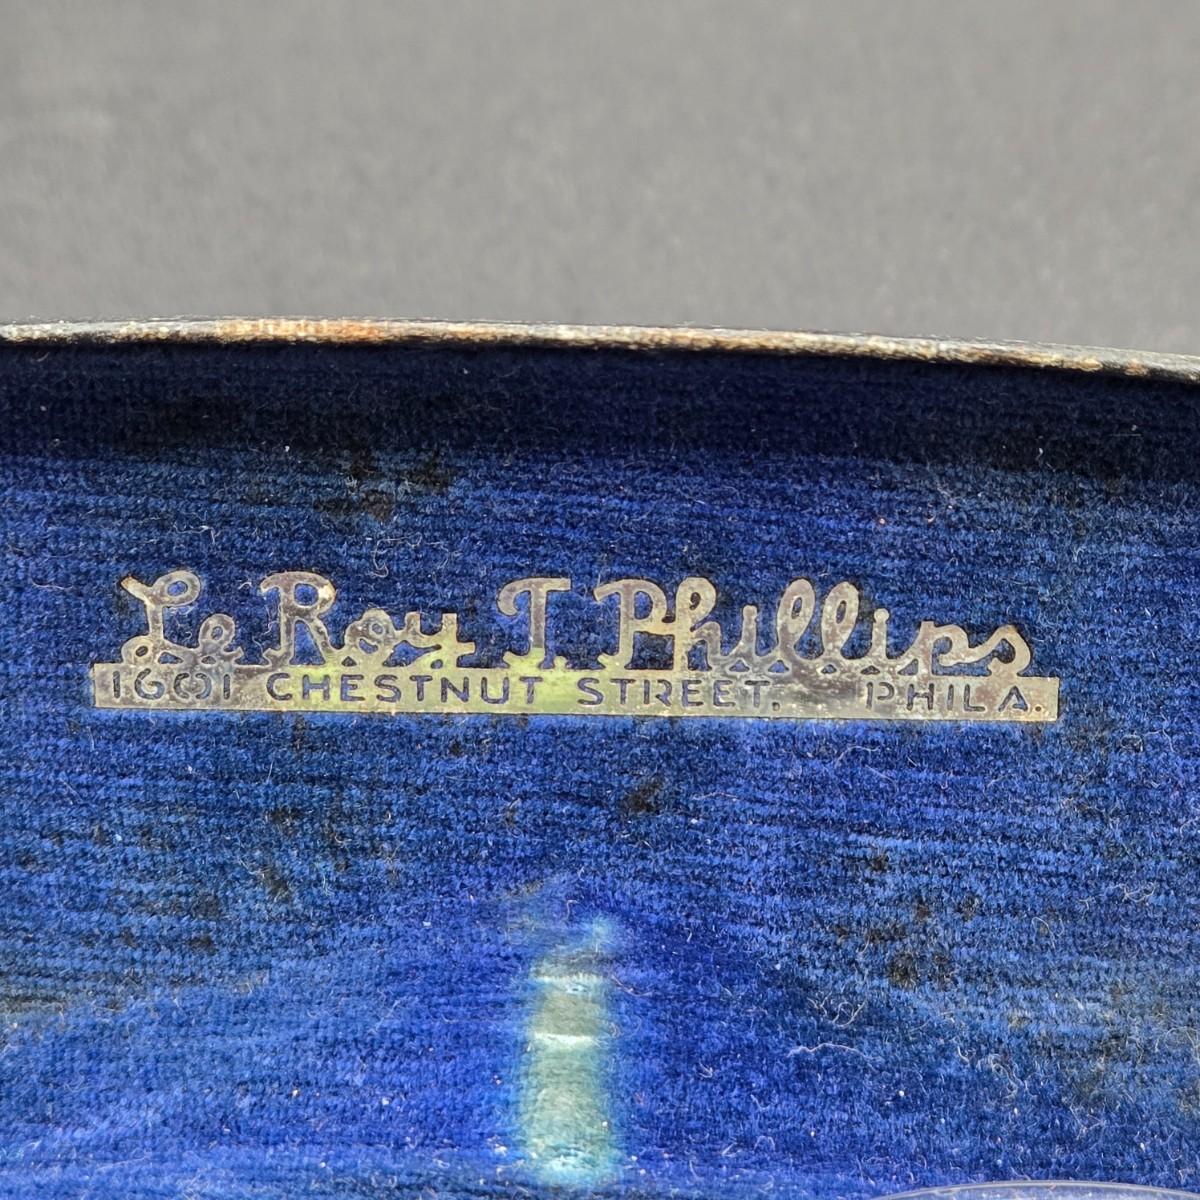 Le Roy T. Phillips
1601 CHESTNUT STREET. PHILA.